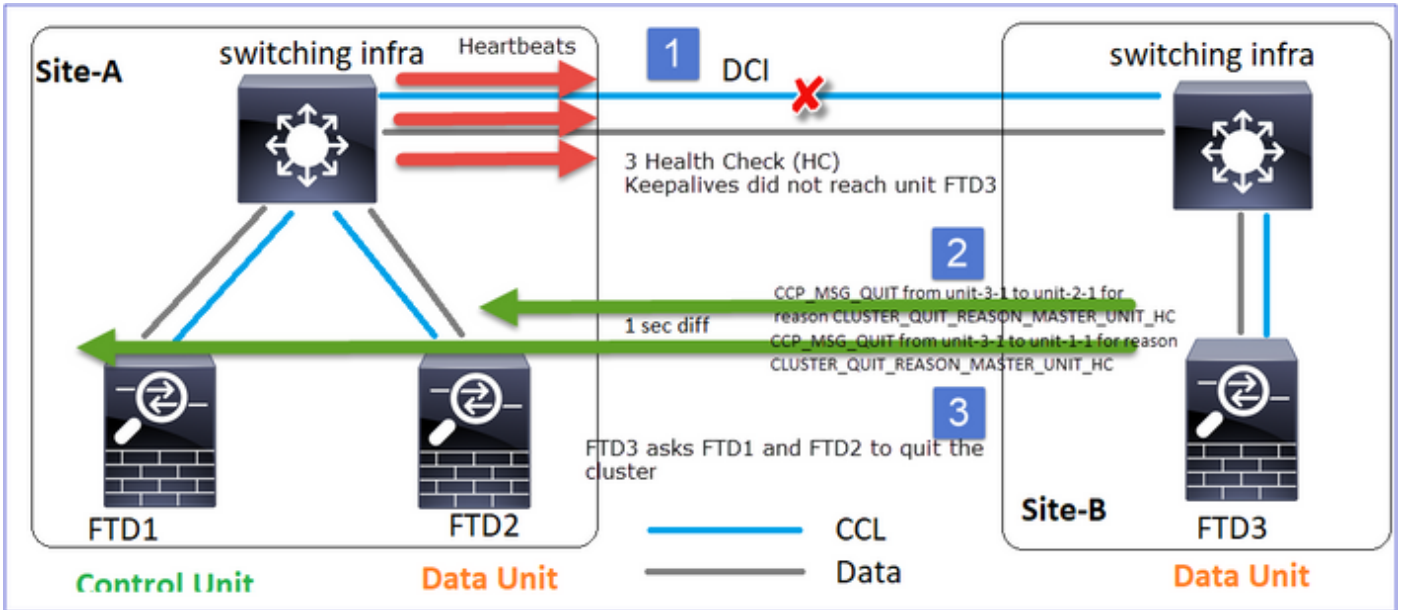 Site-A
switching infra
Heartbeats
1
DCI
switching infra
3 Health Check (HC)
Keepalives did not reach unit FTD3
2
CCP_MSG_QUIT from unit-3-1 to unit-2-1 for
reason CLUSTER_QUIT_REASON_MASTER_UNIT_HC
1 sec diff
CCP_MSG_QUIT from unit-3-1 to unit-1-1 for reason
CLUSTER_QUIT_REASON_MASTER_UNIT_HC
3
FTD3 asks FTD1 and FTD2 to quit the
cluster
FTD1
FTD2
Site-B
FTD3
CCL
Data
Control Unit
Data Unit
Data Unit